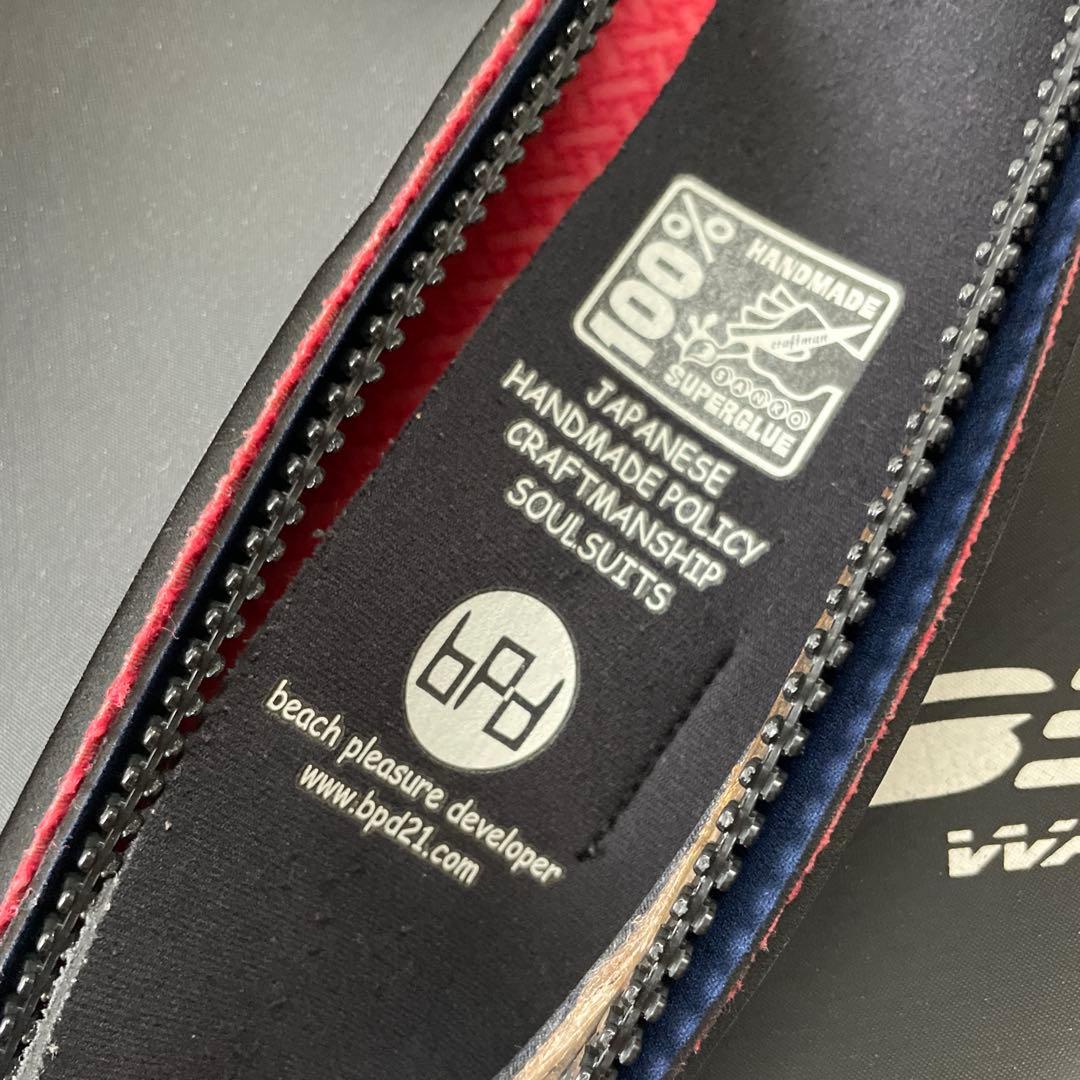 100%
HANDMADE
craftman
SANKO
SUPERGLUE
JAPANESE
HANDMADE POLICY
CRAFTMANSHIP
SOULSUITS
bpd
beach pleasure developer
www.bpd21.com